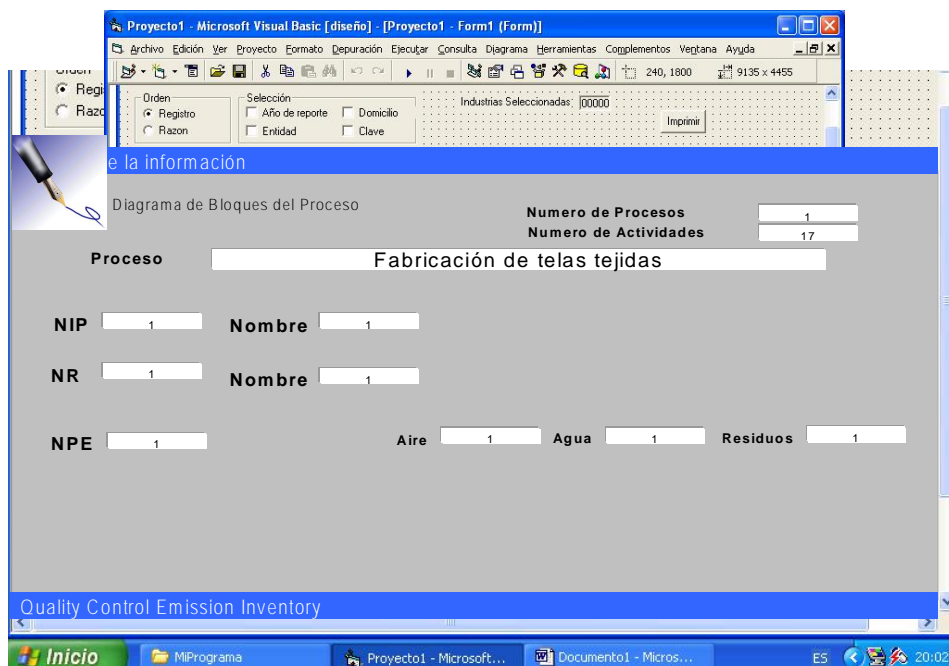 Proyecto1 - Microsoft Visual Basic [diseño] - [Proyecto1 - Form1 (Form)]
Archivo Edición Ver Proyecto Formato Depuración Ejecutar Consulta Diagrama Herramientas Complementos Ventana Ayuda
240, 1800 9135 x 4455
Orden Selección Industrias Seleccionadas: 00000
Registro Año de reporte Domicilio Imprimir
Razon Entidad Clave
Orden
Regi
Razo
e la información
Diagrama de Bloques del Proceso
Numero de Procesos 1
Numero de Actividades 17
Proceso Fabricación de telas tejidas
NIP 1 Nombre 1
NR 1 Nombre 1
NPE 1 Aire 1 Agua 1 Residuos 1
Quality Control Emission Inventory
Inicio MiPrograma Proyecto1 - Microsoft... Documento1 - Micros... ES 20:02